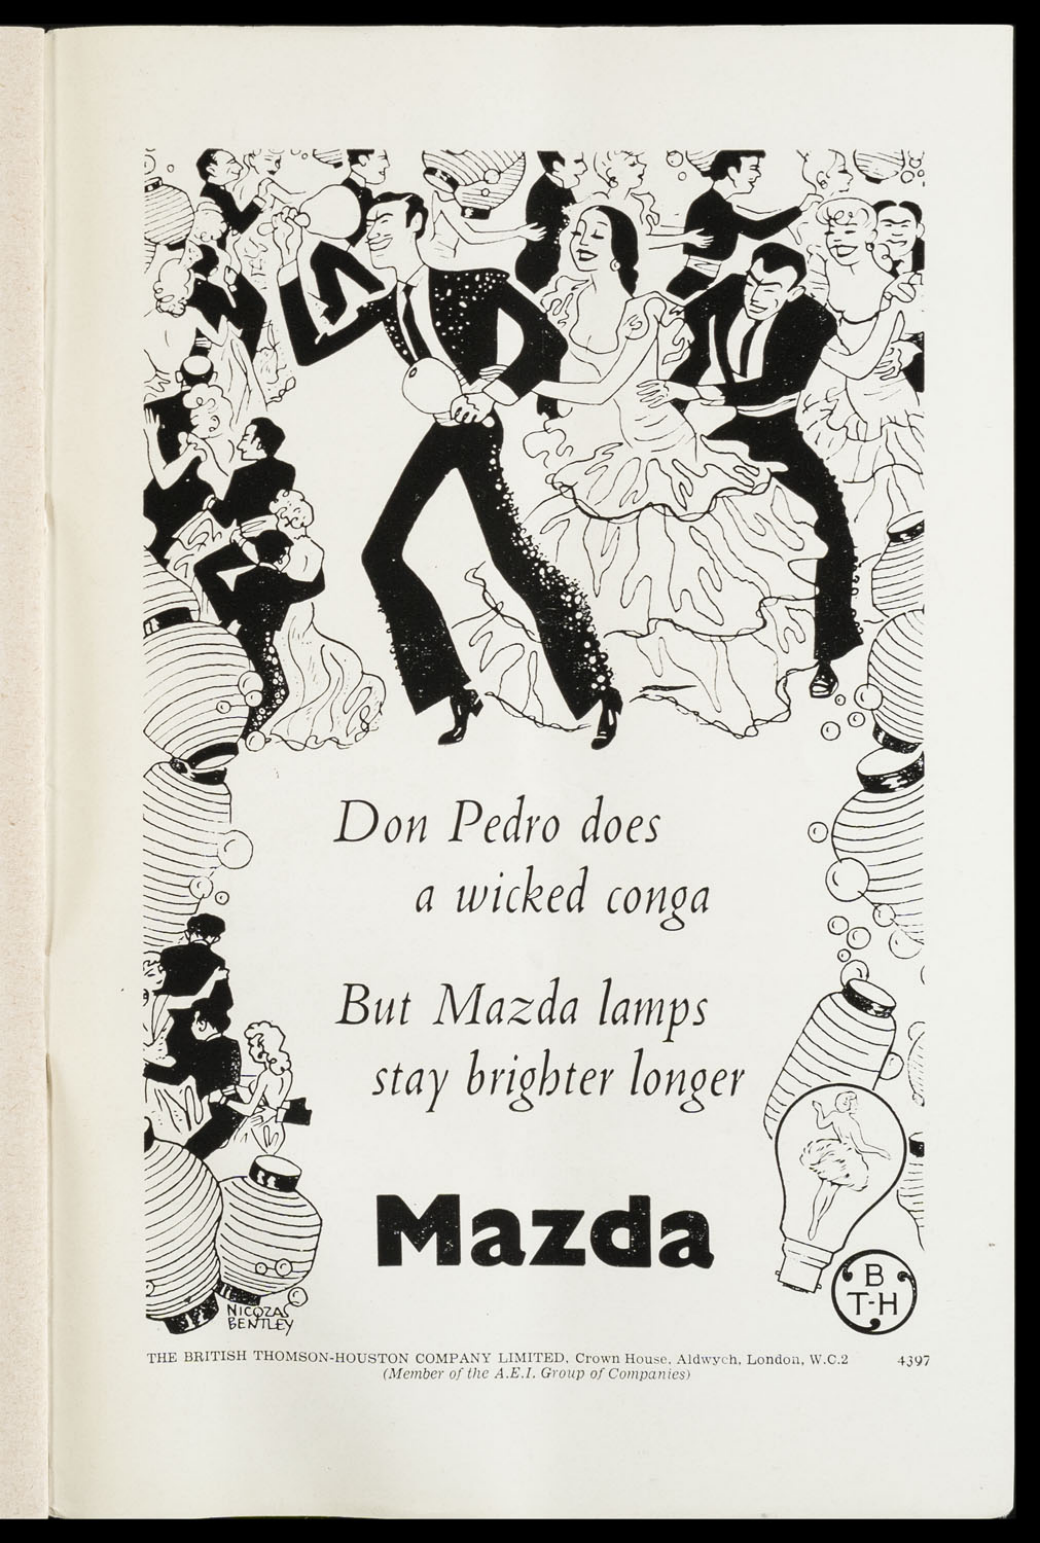 Don Pedro does
a wicked conga
But Mazda lamps
stay brighter longer
Mazda
NICOLAS
BENTLEY
B
T-H
THE BRITISH THOMSON-HOUSTON COMPANY LIMITED, Crown House, Aldwych, London, W.C.2 4397
(Member of the A.E.I. Group of Companies)